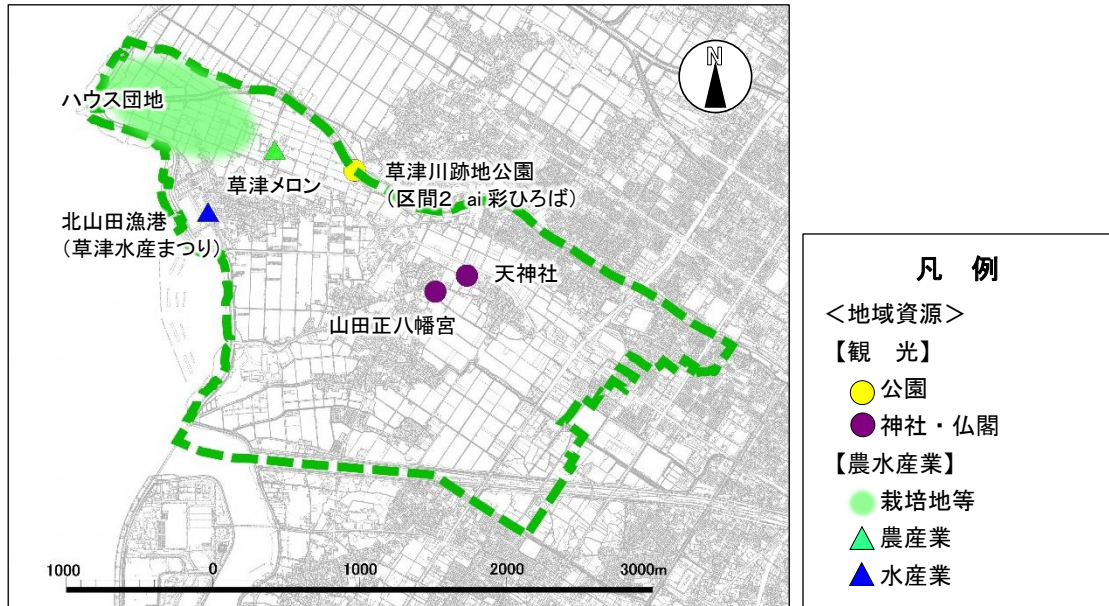 N
ハウス団地
草津メロン
草津川跡地公園
（区間２ ai 彩ひろば）
北山田漁港
（草津水産まつり）
天神社
山田正八幡宮
1000 0 1000 2000 3000m
凡 例
＜地域資源＞
【観 光】
公園
神社・仏閣
【農水産業】
栽培地等
農産業
水産業